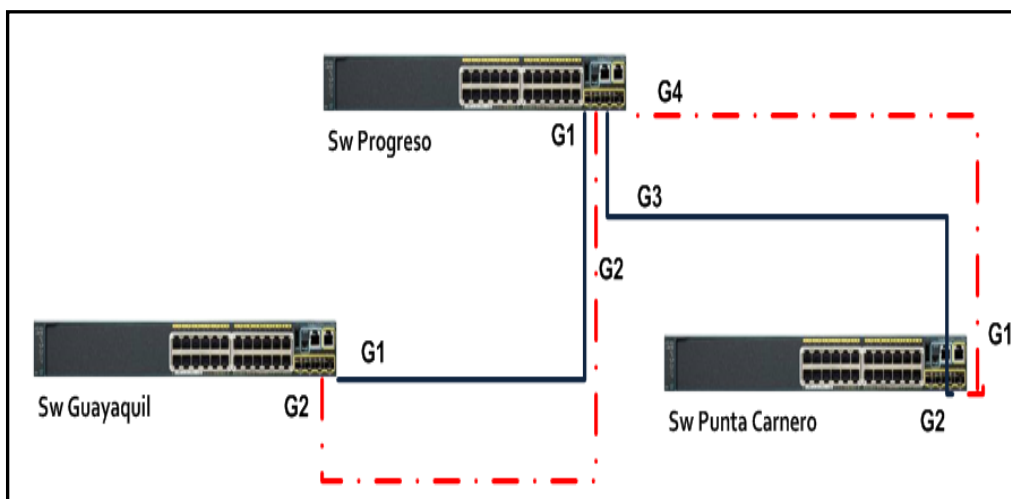 G4
Sw Progreso
G1
G3
G2
G1
G1
Sw Guayaquil
G2
Sw Punta Carnero
G2